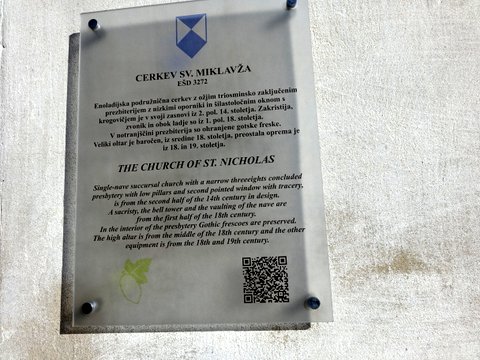 CERKEV SV. MIKLAVŽA
EŠD 3272
Enoladijska podružnična cerkev z ožjim triosminsko zaključenim
prezbiterijem z nizkimi oporniki in šilastoločnim oknom s
krogovičjem je v svoji zasnovi iz 2. pol. 14. stoletja. Zakristija,
zvonik in obok ladje so iz 1. pol. 18. stoletja.
V notranjščini prezbiterija so ohranjene gotske freske.
Veliki oltar je baročen, iz sredine 18. stoletja, preostala oprema je
iz 18. in 19. stoletja.
THE CHURCH OF ST. NICHOLAS
Single-nave succursal church with a narrow threeeights concluded
presbytery with low pillars and second pointed window with tracery,
is from the second half of the 14th century in design.
A sacristy, the bell tower and the vaulting of the nave are
from the first half of the 18th century.
In the interior of the presbytery Gothic frescoes are preserved.
The high altar is from the middle of the 18th century and the other
equipment is from the 18th and 19th century.